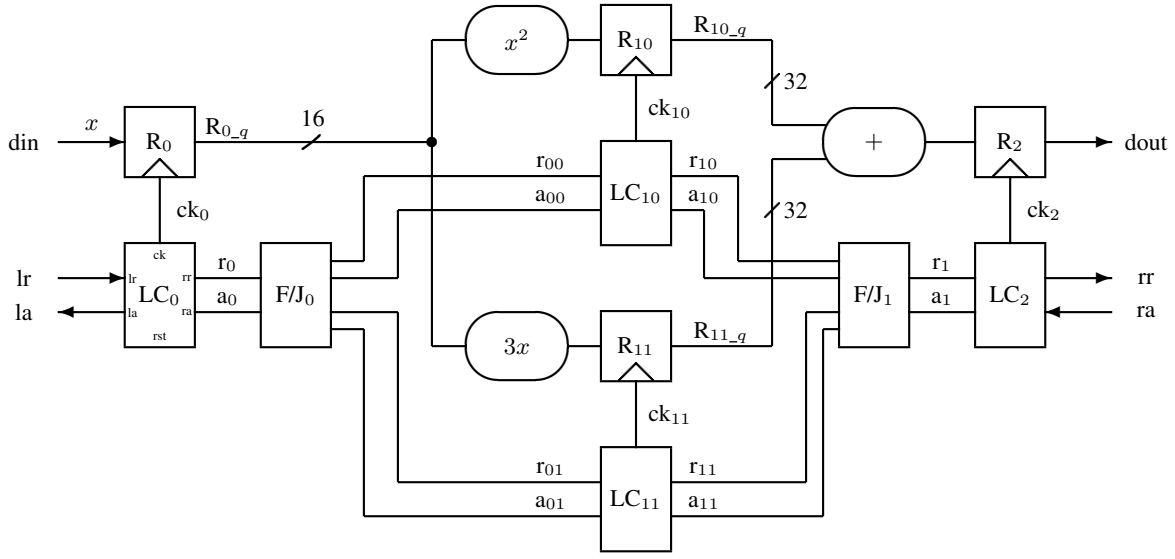 x²
R₁₀
R₁₀_q
32
ck₁₀
din
x
R₀
R₀_q
16
+
R₂
dout
r₀₀
a₀₀
LC₁₀
r₁₀
a₁₀
32
ck₀
ck₂
lr
la
ck
lr
rr
LC₀
la
ra
rst
r₀
a₀
F/J₀
F/J₁
r₁
a₁
LC₂
rr
ra
3x
R₁₁
R₁₁_q
ck₁₁
r₀₁
a₀₁
LC₁₁
r₁₁
a₁₁